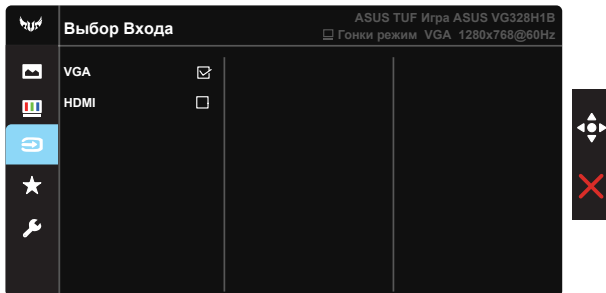 Выбор Входа
ASUS TUF Игра ASUS VG328H1B
Гонки режим VGA 1280x768@60Hz
VGA
HDMI